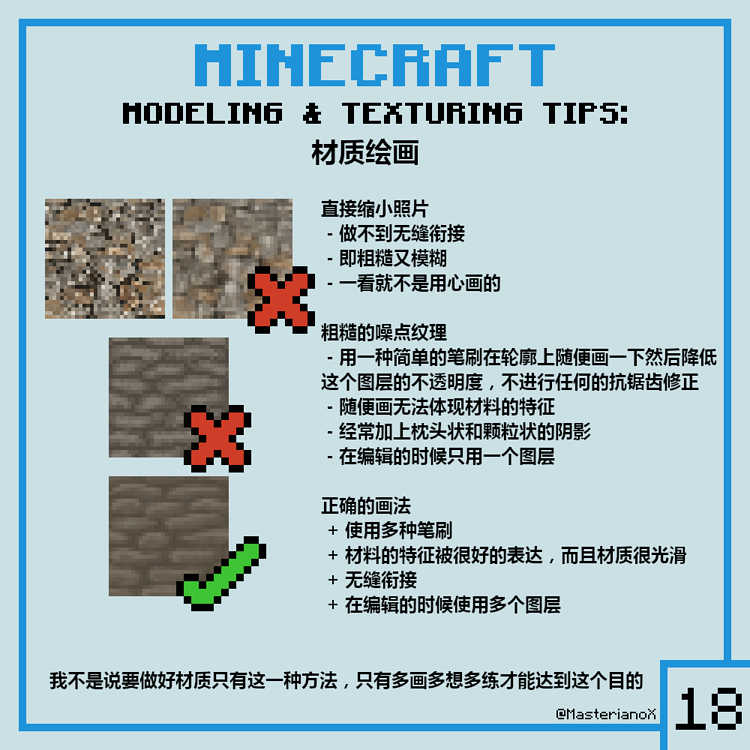 MINECRAFT
MODELING & TEXTURING TIPS:
材质绘画
直接缩小照片
- 做不到无缝衔接
- 即粗糙又模糊
- 一看就不是用心画的
粗糙的噪点纹理
- 用一种简单的笔刷在轮廓上随便画一下然后降低
这个图层的不透明度，不进行任何的抗锯齿修正
- 随便画无法体现材料的特征
- 经常加上枕头状和颗粒状的阴影
- 在编辑的时候只用一个图层
正确的画法
+ 使用多种笔刷
+ 材料的特征被很好的表达，而且材质很光滑
+ 无缝衔接
+ 在编辑的时候使用多个图层
我不是说要做好材质只有这一种方法，只有多画多想多练才能达到这个目的
@MasterianoX
18